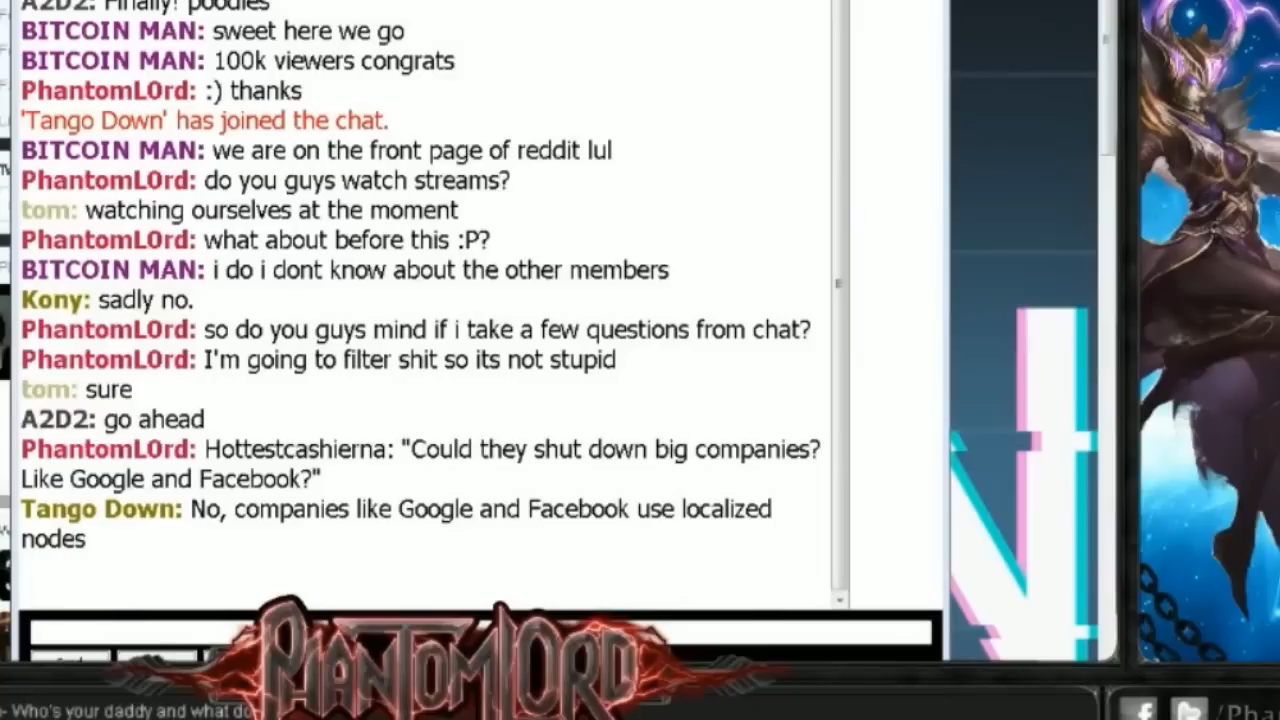 A2D2: Finally! poodles
BITCOIN MAN: sweet here we go
BITCOIN MAN: 100k viewers congrats
PhantomL0rd: :) thanks
'Tango Down' has joined the chat.
BITCOIN MAN: we are on the front page of reddit lul
PhantomL0rd: do you guys watch streams?
tom: watching ourselves at the moment
PhantomL0rd: what about before this :P?
BITCOIN MAN: i do i dont know about the other members
Kony: sadly no.
PhantomL0rd: so do you guys mind if i take a few questions from chat?
PhantomL0rd: I'm going to filter shit so its not stupid
tom: sure
A2D2: go ahead
PhantomL0rd: Hottestcashierna: "Could they shut down big companies?
Like Google and Facebook?"
Tango Down: No, companies like Google and Facebook use localized
nodes
PHANTOML0RD
- Who's your daddy and what do
f /Pha